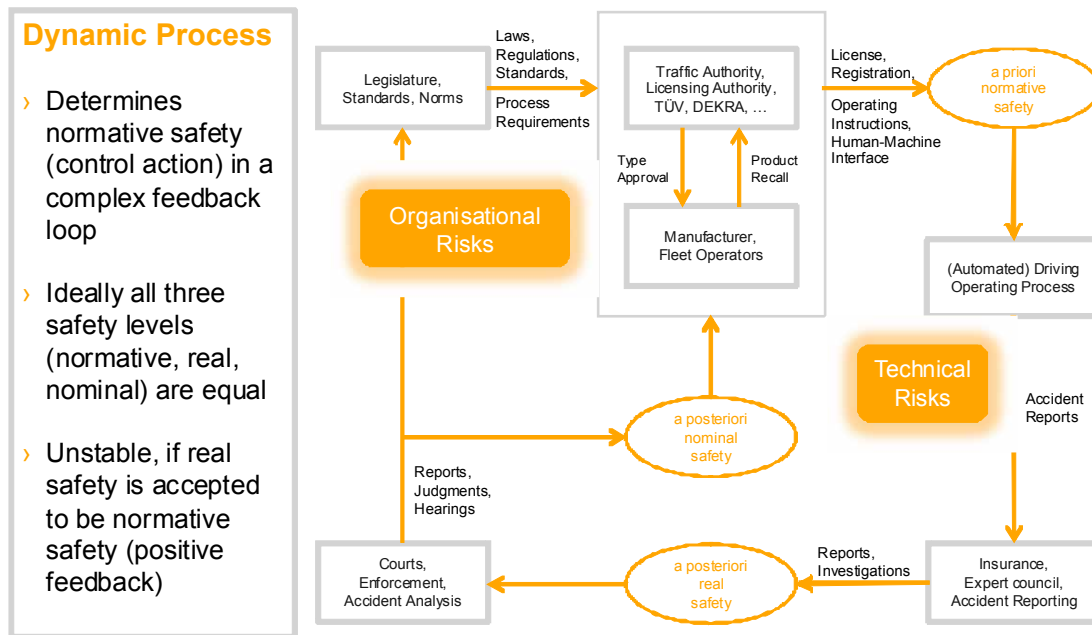 Dynamic Process
› Determines
normative safety
(control action) in a
complex feedback
loop
› Ideally all three
safety levels
(normative, real,
nominal) are equal
› Unstable, if real
safety is accepted
to be normative
safety (positive
feedback)
Legislature,
Standards, Norms
Laws,
Regulations,
Standards,
Process
Requirements
Traffic Authority,
Licensing Authority,
TÜV, DEKRA, ...
Type
Approval
Product
Recall
Manufacturer,
Fleet Operators
License,
Registration,
Operating
Instructions,
Human-Machine
Interface
a priori
normative
safety
Organisational
Risks
(Automated) Driving
Operating Process
Technical
Risks
Accident
Reports
a posteriori
nominal
safety
Reports,
Judgments,
Hearings
Courts,
Enforcement,
Accident Analysis
a posteriori
real
safety
Reports,
Investigations
Insurance,
Expert council,
Accident Reporting